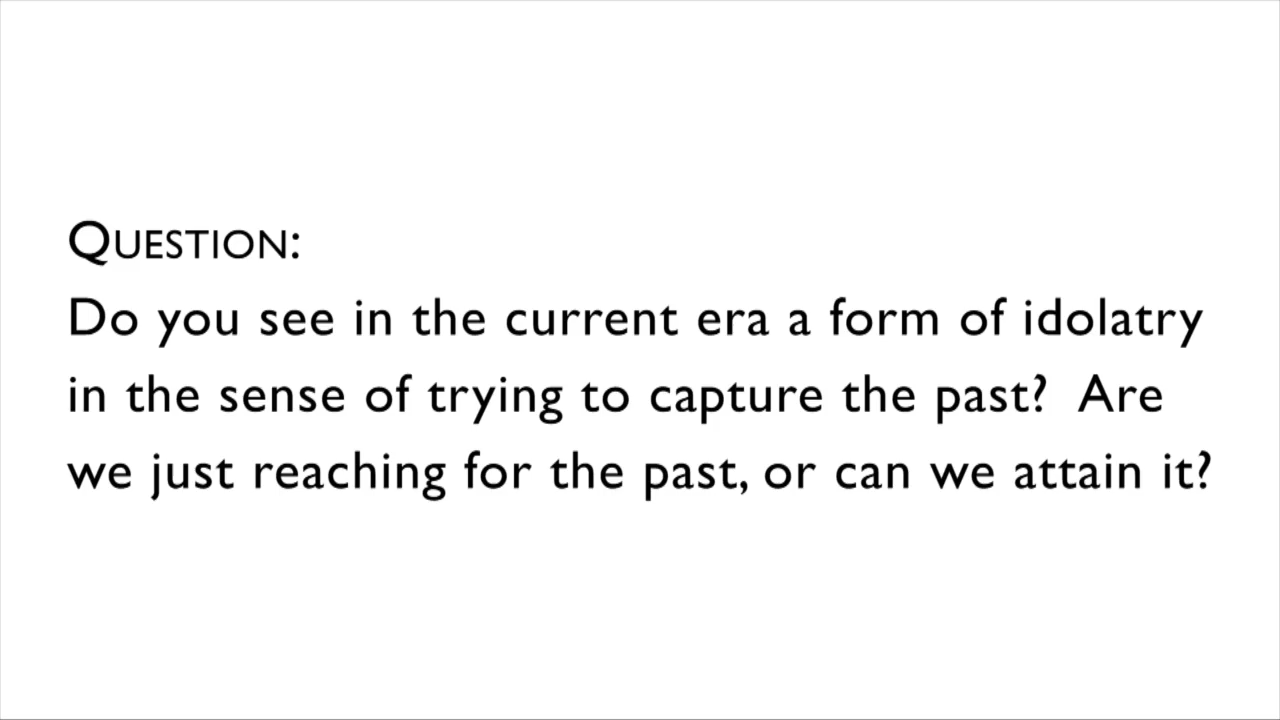 QUESTION:
Do you see in the current era a form of idolatry
in the sense of trying to capture the past?  Are
we just reaching for the past, or can we attain it?